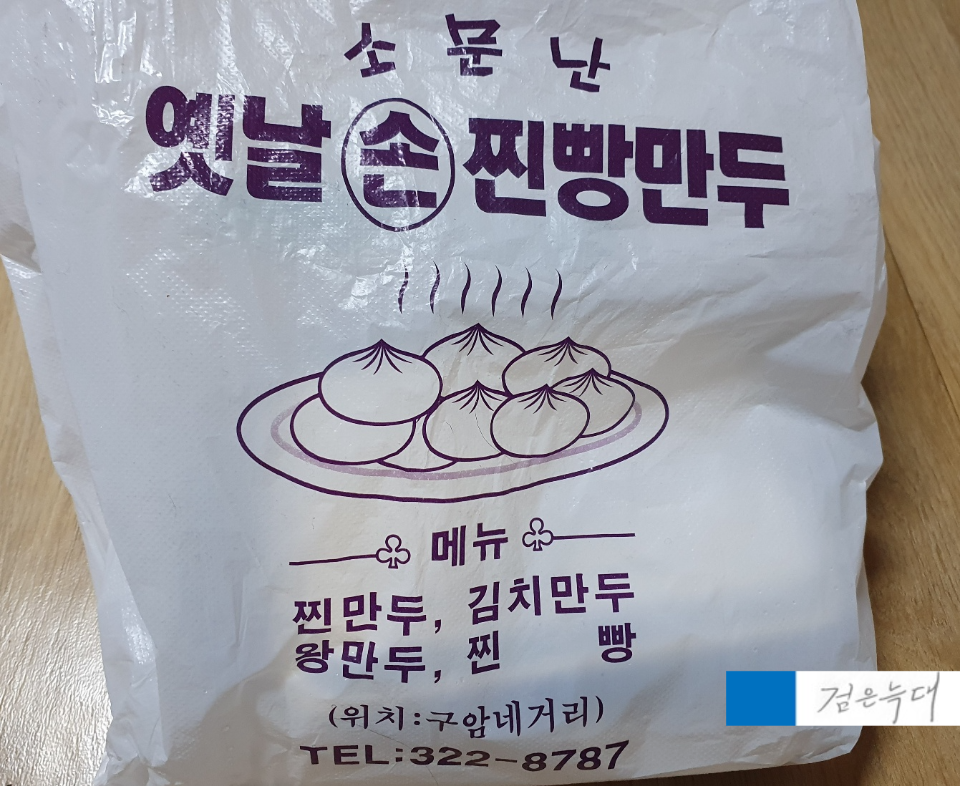 소문난
옛날 손 찐빵만두
메뉴
찐만두, 김치만두
왕만두, 찐 빵
(위치:구암네거리)
TEL:322-8787
검은늑대